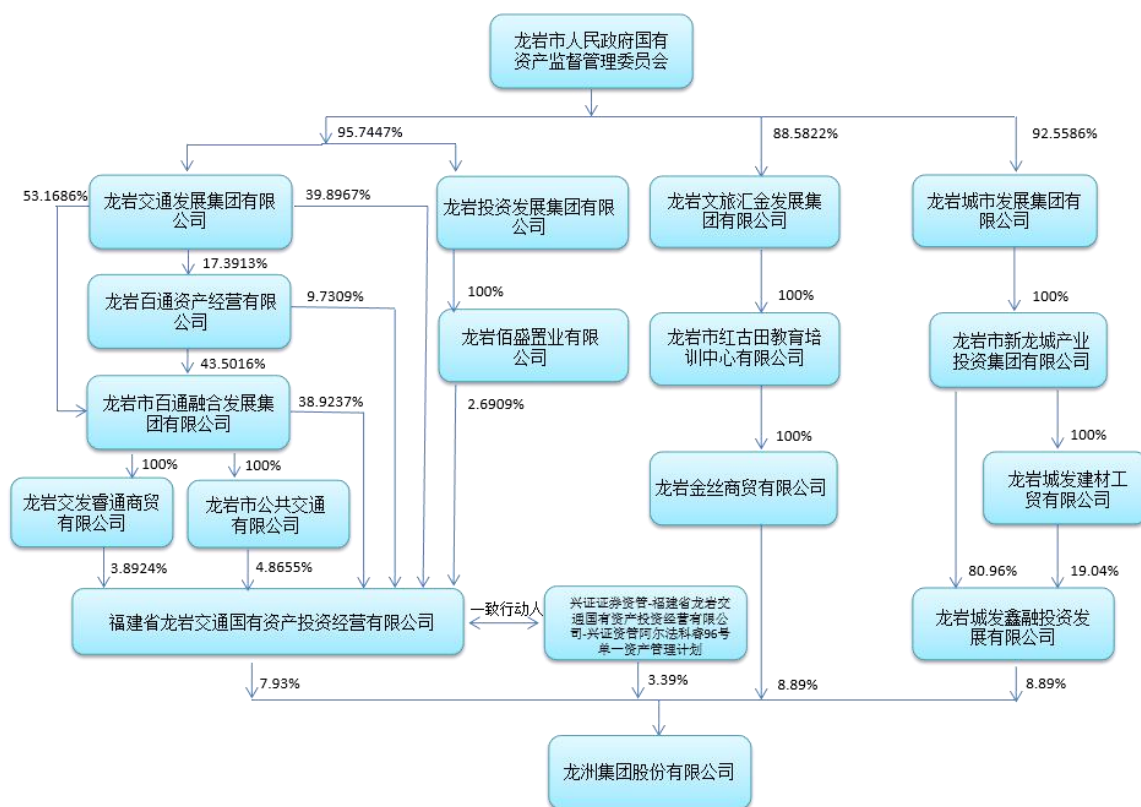 龙岩市人民政府国有
资产监督管理委员会
95.7447%
88.5822%
92.5586%
53.1686%
龙岩交通发展集团有限
公司
39.8967%
龙岩投资发展集团有限
公司
龙岩文旅汇金发展集
团有限公司
龙岩城市发展集团有
限公司
17.3913%
龙岩百通资产经营有限
公司
9.7309%
100%
100%
100%
龙岩佰盛置业有限
公司
龙岩市红古田教育培
训中心有限公司
龙岩市新龙城产业
投资集团有限公司
43.5016%
龙岩市百通融合发展集
团有限公司
38.9237%
2.6909%
100%
100%
100%
100%
龙岩交发睿通商贸
有限公司
龙岩市公共交通
有限公司
龙岩金丝商贸有限公司
龙岩城发建材工
贸有限公司
3.8924%
4.8655%
80.96%
19.04%
福建省龙岩交通国有资产投资经营有限公司
一致行动人
兴证证券资管-福建省龙岩交
通国有资产投资经营有限公
司-兴证资管阿尔法科睿96号
单一资产管理计划
龙岩城发鑫融投资发
展有限公司
7.93%
3.39%
8.89%
8.89%
龙洲集团股份有限公司